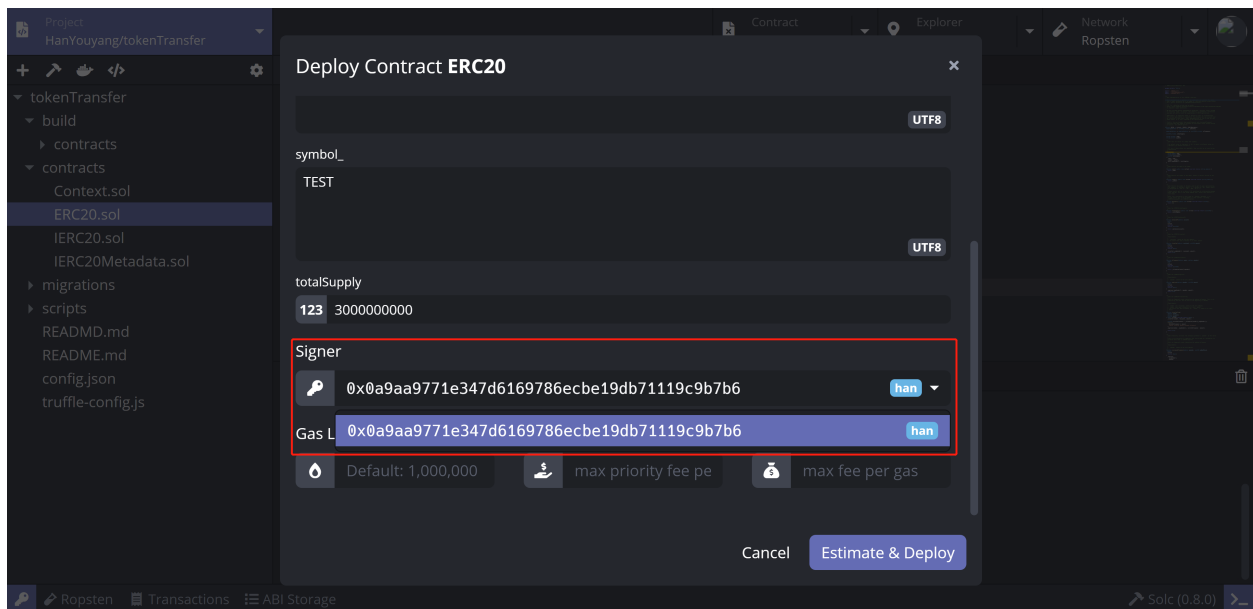 Project
HanYouyang/tokenTransfer
Contract
Explorer
Network
Ropsten
tokenTransfer
build
contracts
contracts
Context.sol
ERC20.sol
IERC20.sol
IERC20Metadata.sol
migrations
scripts
READMD.md
README.md
config.json
truffle-config.js
Deploy Contract ERC20
×
UTF8
symbol_
TEST
UTF8
totalSupply
123 3000000000
Signer
0x0a9aa9771e347d6169786ecbe19db71119c9b7b6 han
Gas L
0x0a9aa9771e347d6169786ecbe19db71119c9b7b6 han
Default: 1,000,000 max priority fee pe max fee per gas
Cancel Estimate & Deploy
Ropsten Transactions ABI Storage Solc (0.8.0)